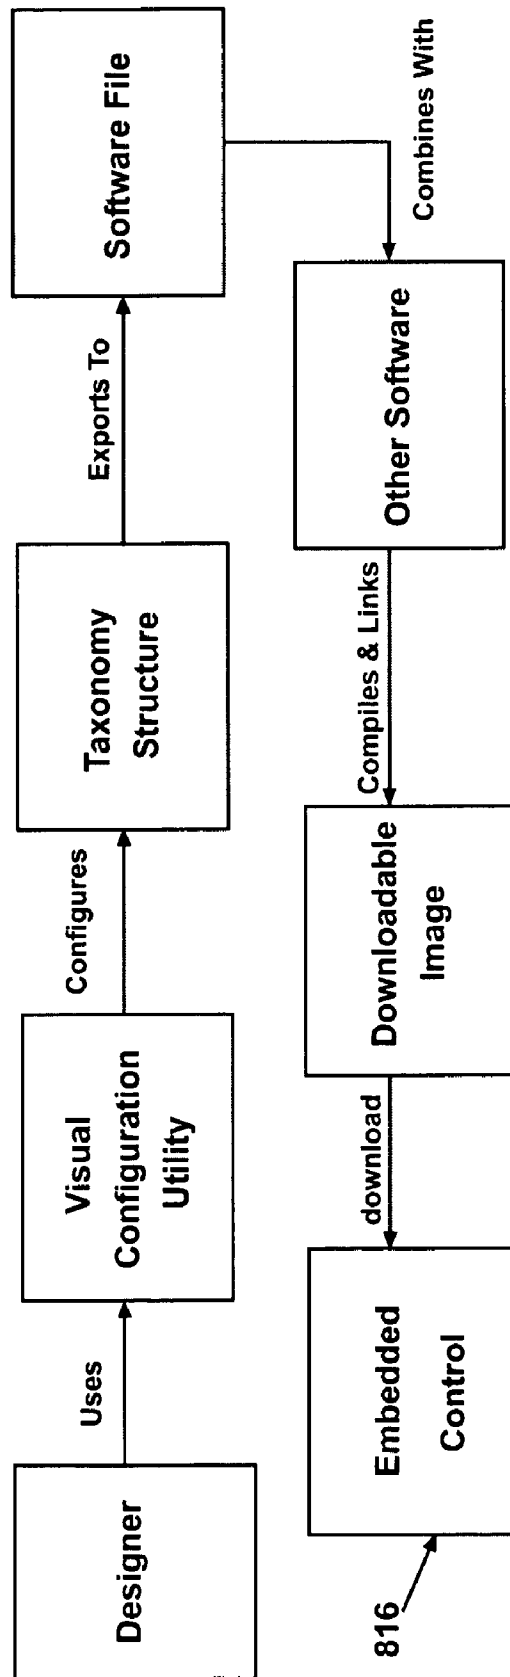 Designer
Uses
Visual
Configuration
Utility
Configures
Taxonomy
Structure
Exports To
Software File
Combines With
Other Software
Compiles & Links
Downloadable
Image
download
Embedded
Control
816